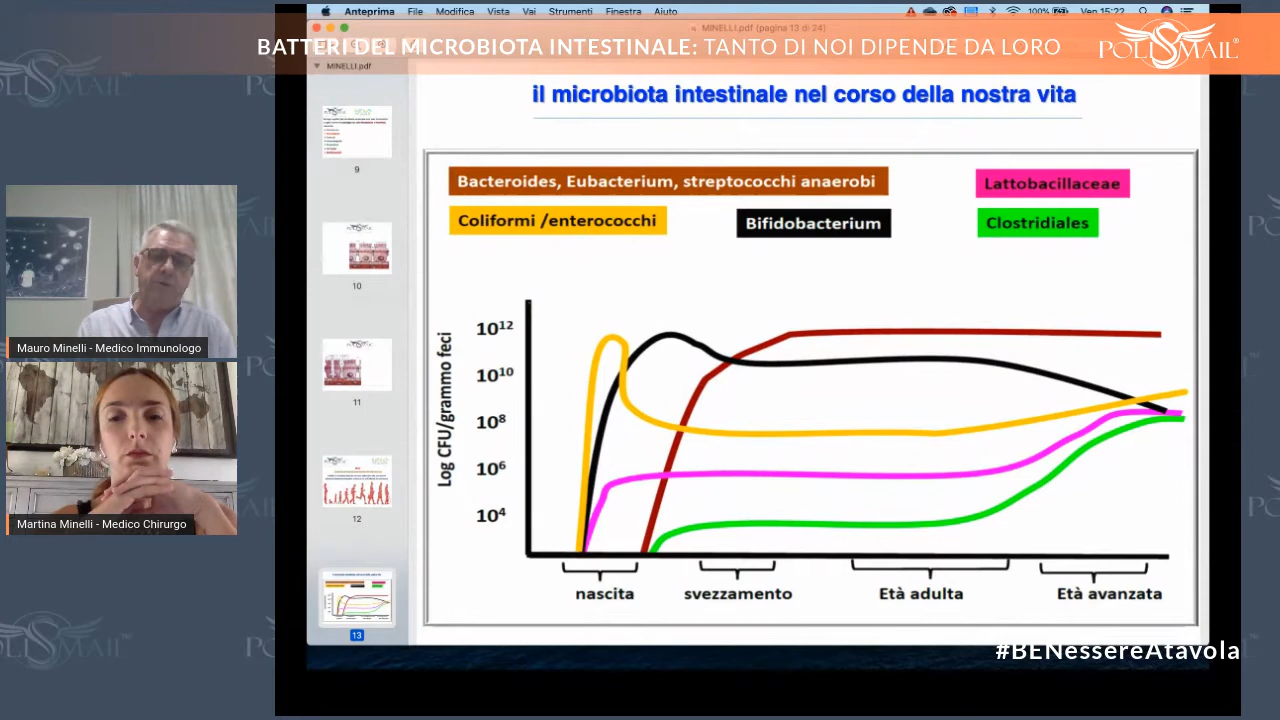 Anteprima File Modifica Vista Vai Strumenti Finestra Aiuto 100% Ven 15:22
MINELLI.pdf (pagina 13 di 24)
BATTERI DEL MICROBIOTA INTESTINALE: TANTO DI NOI DIPENDE DA LORO
POLISMAIL®
MINELLI.pdf
il microbiota intestinale nel corso della nostra vita
9
10
11
12
13
Bacteroides, Eubacterium, streptococchi anaerobi
Lattobacillaceae
Coliformi /enterococchi
Bifidobacterium
Clostridiales
Log CFU/grammo feci
10¹²
10¹⁰
10⁸
10⁶
10⁴
nascita
svezzamento
Età adulta
Età avanzata
Mauro Minelli - Medico Immunologo
Martina Minelli - Medico Chirurgo
#BENessereAtavola